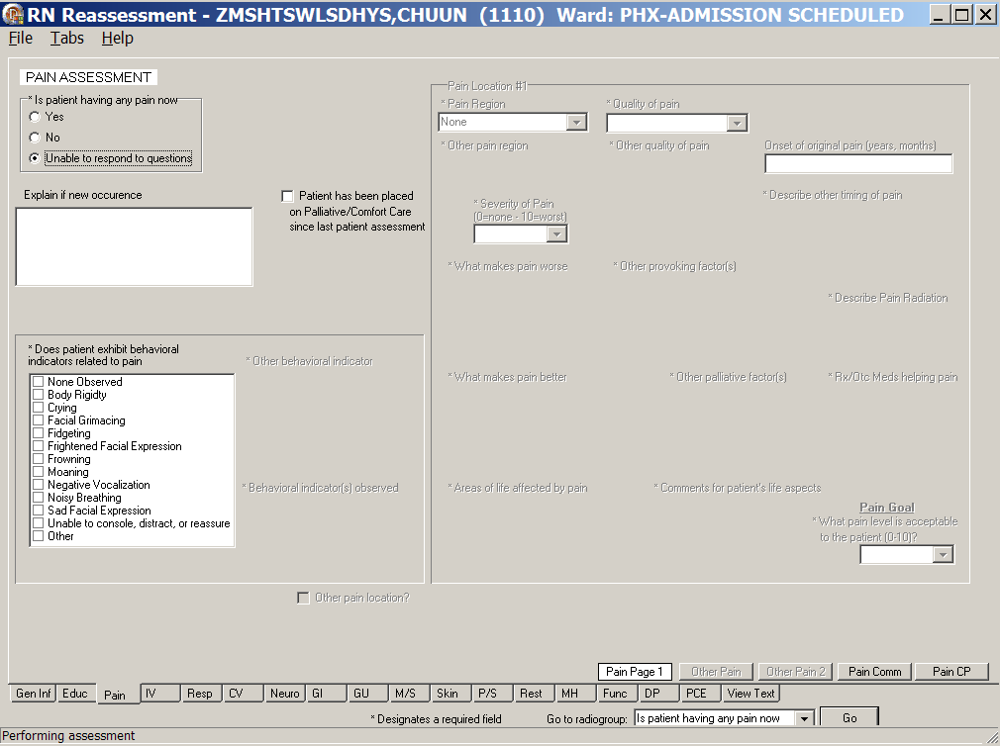 RN Reassessment - ZMSHTSWLSDHYS,CHUUN (1110) Ward: PHX-ADMISSION SCHEDULED
File Tabs Help
PAIN ASSESSMENT
* Is patient having any pain now
Yes
No
Unable to respond to questions
Explain if new occurence
Patient has been placed
on Palliative/Comfort Care
since last patient assessment
* Does patient exhibit behavioral
indicators related to pain
* Other behavioral indicator
None Observed
Body Rigidty
Crying
Facial Grimacing
Fidgeting
Frightened Facial Expression
Frowning
Moaning
Negative Vocalization
Noisy Breathing
Sad Facial Expression
Unable to console, distract, or reassure
Other
* Behavioral indicator(s) observed
Other pain location?
Pain Location #1
* Pain Region
* Quality of pain
None
* Other pain region
* Other quality of pain
Onset of original pain (years, months)
* Severity of Pain
(0=none - 10=worst)
* Describe other timing of pain
* What makes pain worse
* Other provoking factor(s)
* Describe Pain Radiation
* What makes pain better
* Other palliative factor(s)
* Rx/Otc Meds helping pain
* Areas of life affected by pain
* Comments for patient's life aspects
Pain Goal
* What pain level is acceptable
to the patient (0-10)?
Pain Page 1 Other Pain Other Pain 2 Pain Comm Pain CP
Gen Inf Educ Pain IV Resp CV Neuro GI GU M/S Skin P/S Rest MH Func DP PCE View Text
* Designates a required field Go to radiogroup: Is patient having any pain now Go
Performing assessment